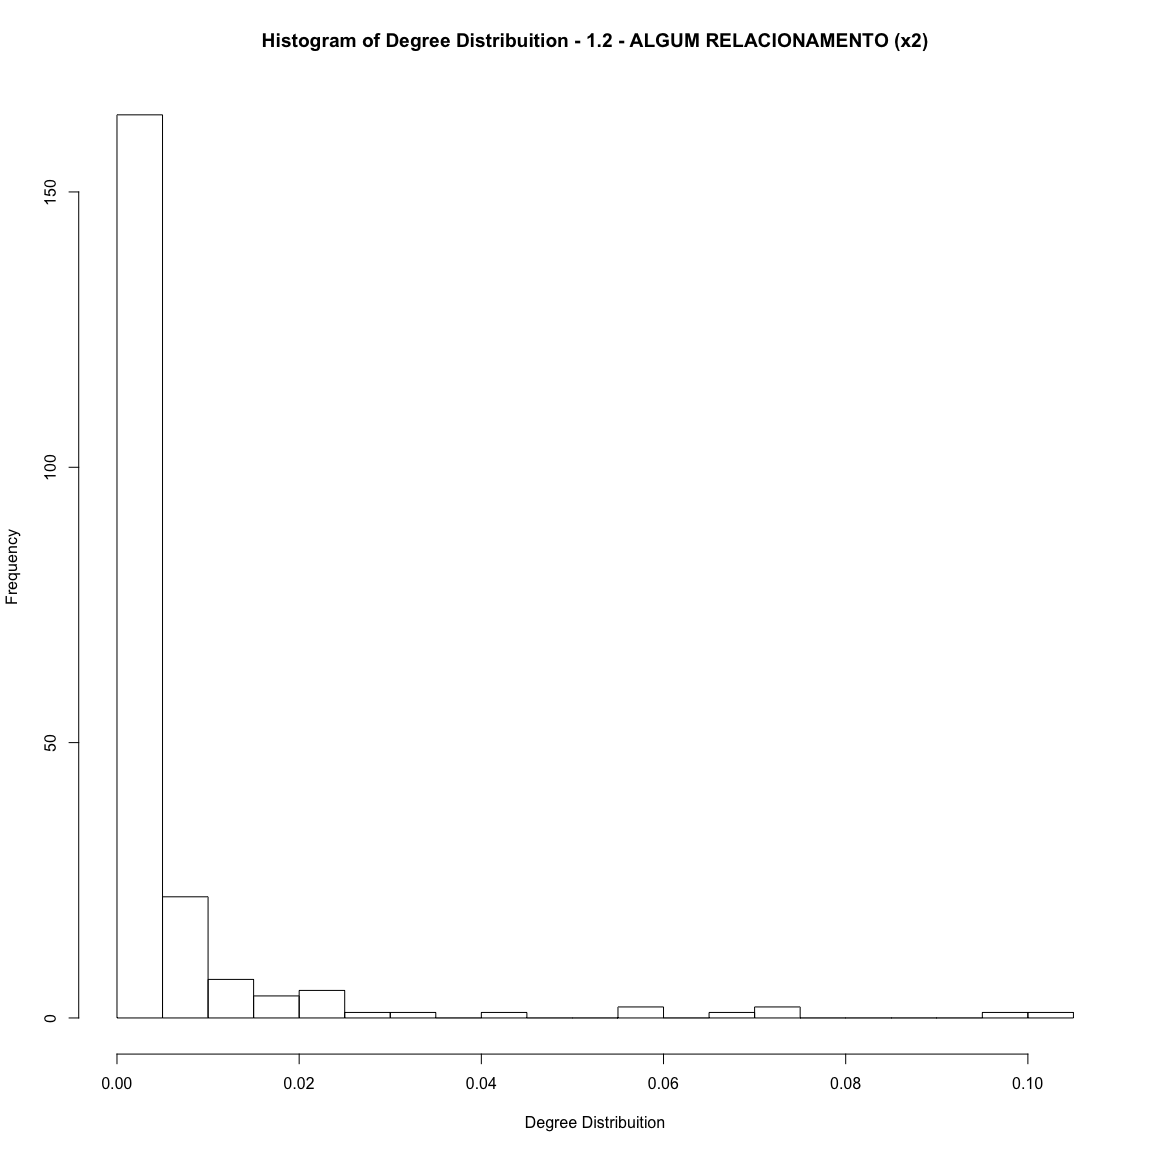 Histogram of Degree Distribuition - 1.2 - ALGUM RELACIONAMENTO (x2)
Frequency
150
100
50
0
0.00 0.02 0.04 0.06 0.08 0.10
Degree Distribuition